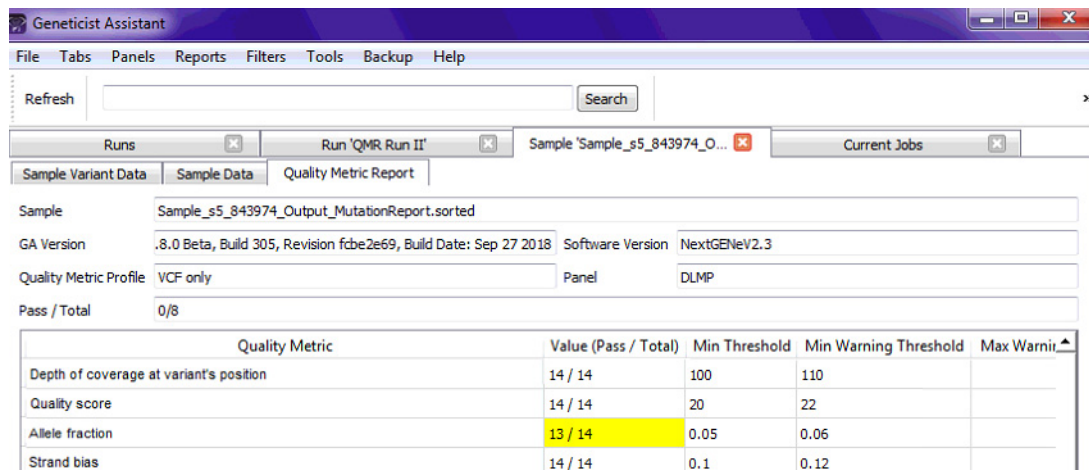 Geneticist Assistant
File Tabs Panels Reports Filters Tools Backup Help
Refresh Search »
Runs Run 'QMR Run II' Sample 'Sample_s5_843974_O... Current Jobs
Sample Variant Data Sample Data Quality Metric Report
Sample Sample_s5_843974_Output_MutationReport.sorted
GA Version .8.0 Beta, Build 305, Revision fcbe2e69, Build Date: Sep 27 2018 Software Version NextGENeV2.3
Quality Metric Profile VCF only Panel DLMP
Pass / Total 0/8
Quality Metric Value (Pass / Total) Min Threshold Min Warning Threshold Max Warnin
Depth of coverage at variant's position 14 / 14 100 110
Quality score 14 / 14 20 22
Allele fraction 13 / 14 0.05 0.06
Strand bias 14 / 14 0.1 0.12